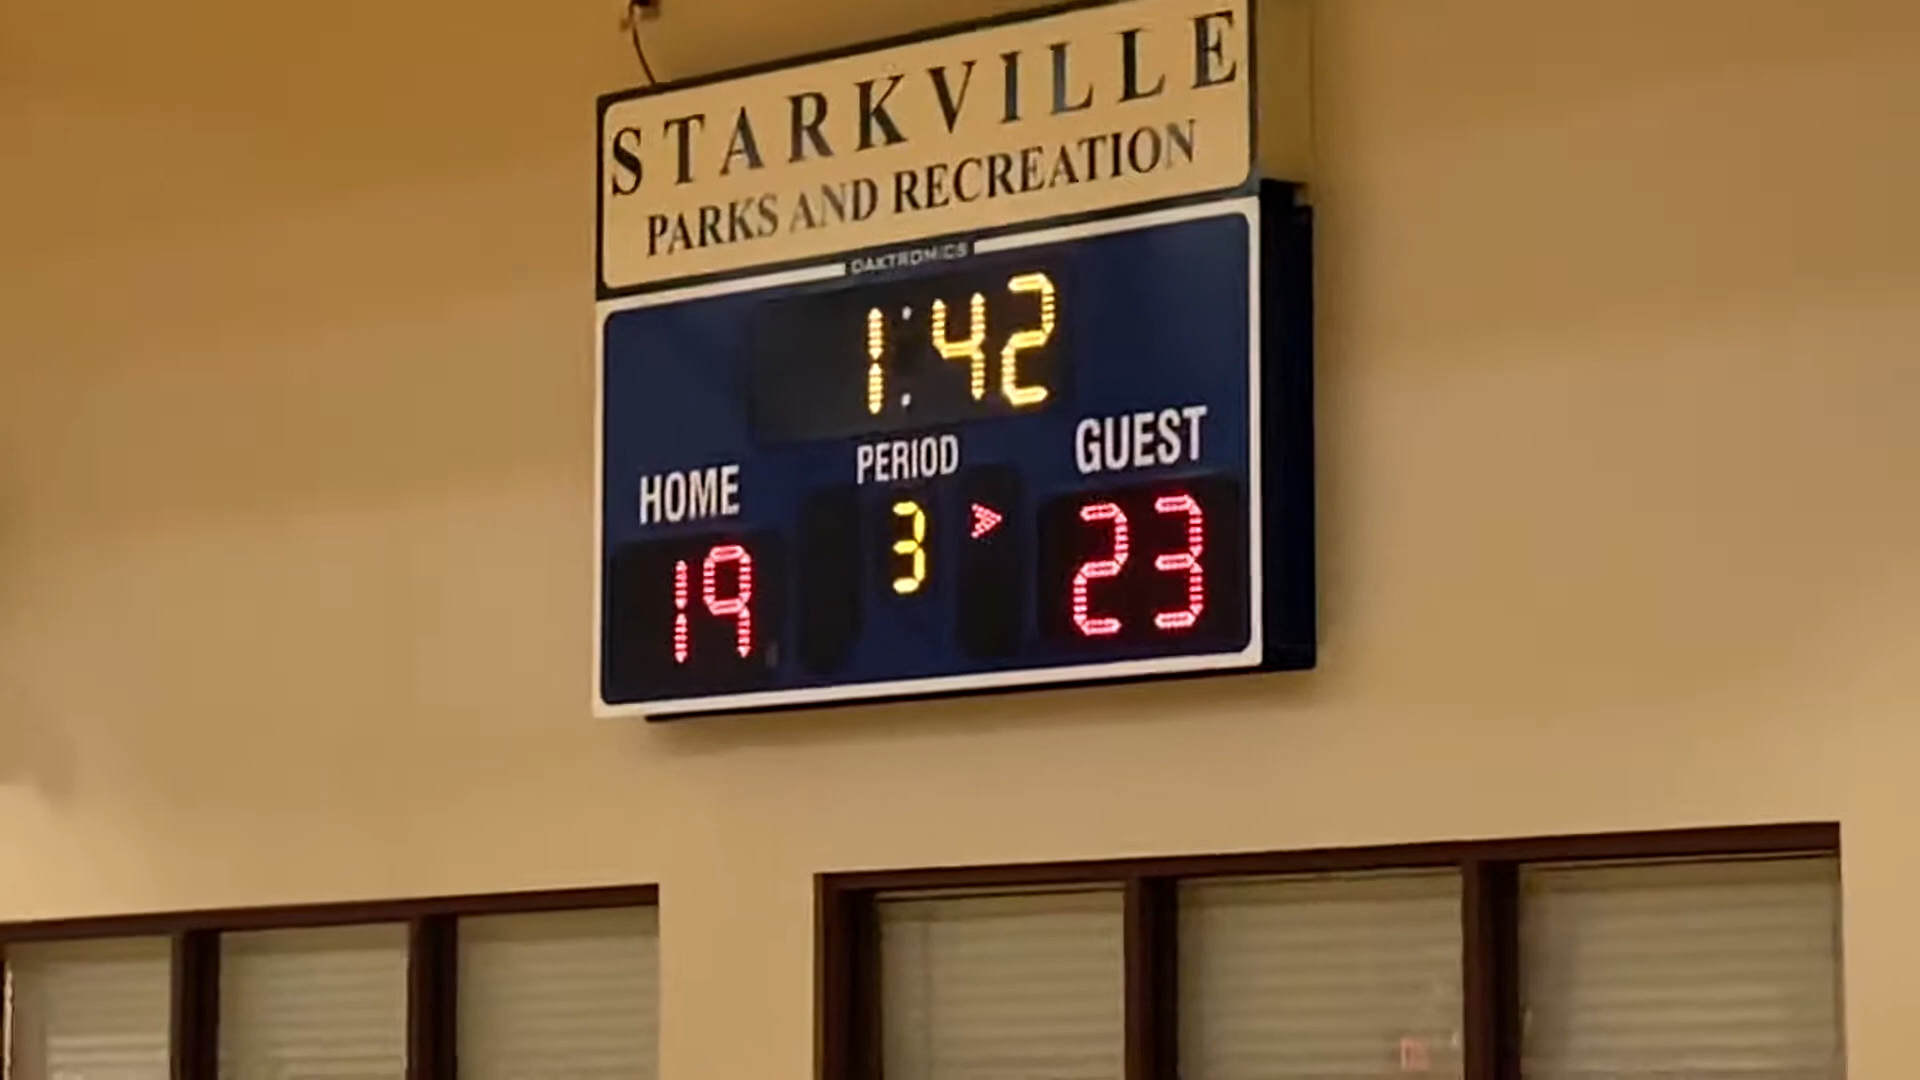 STARKVILLE
PARKS AND RECREATION
DAKTRONICS
1:42
PERIOD
GUEST
HOME
19
3
23